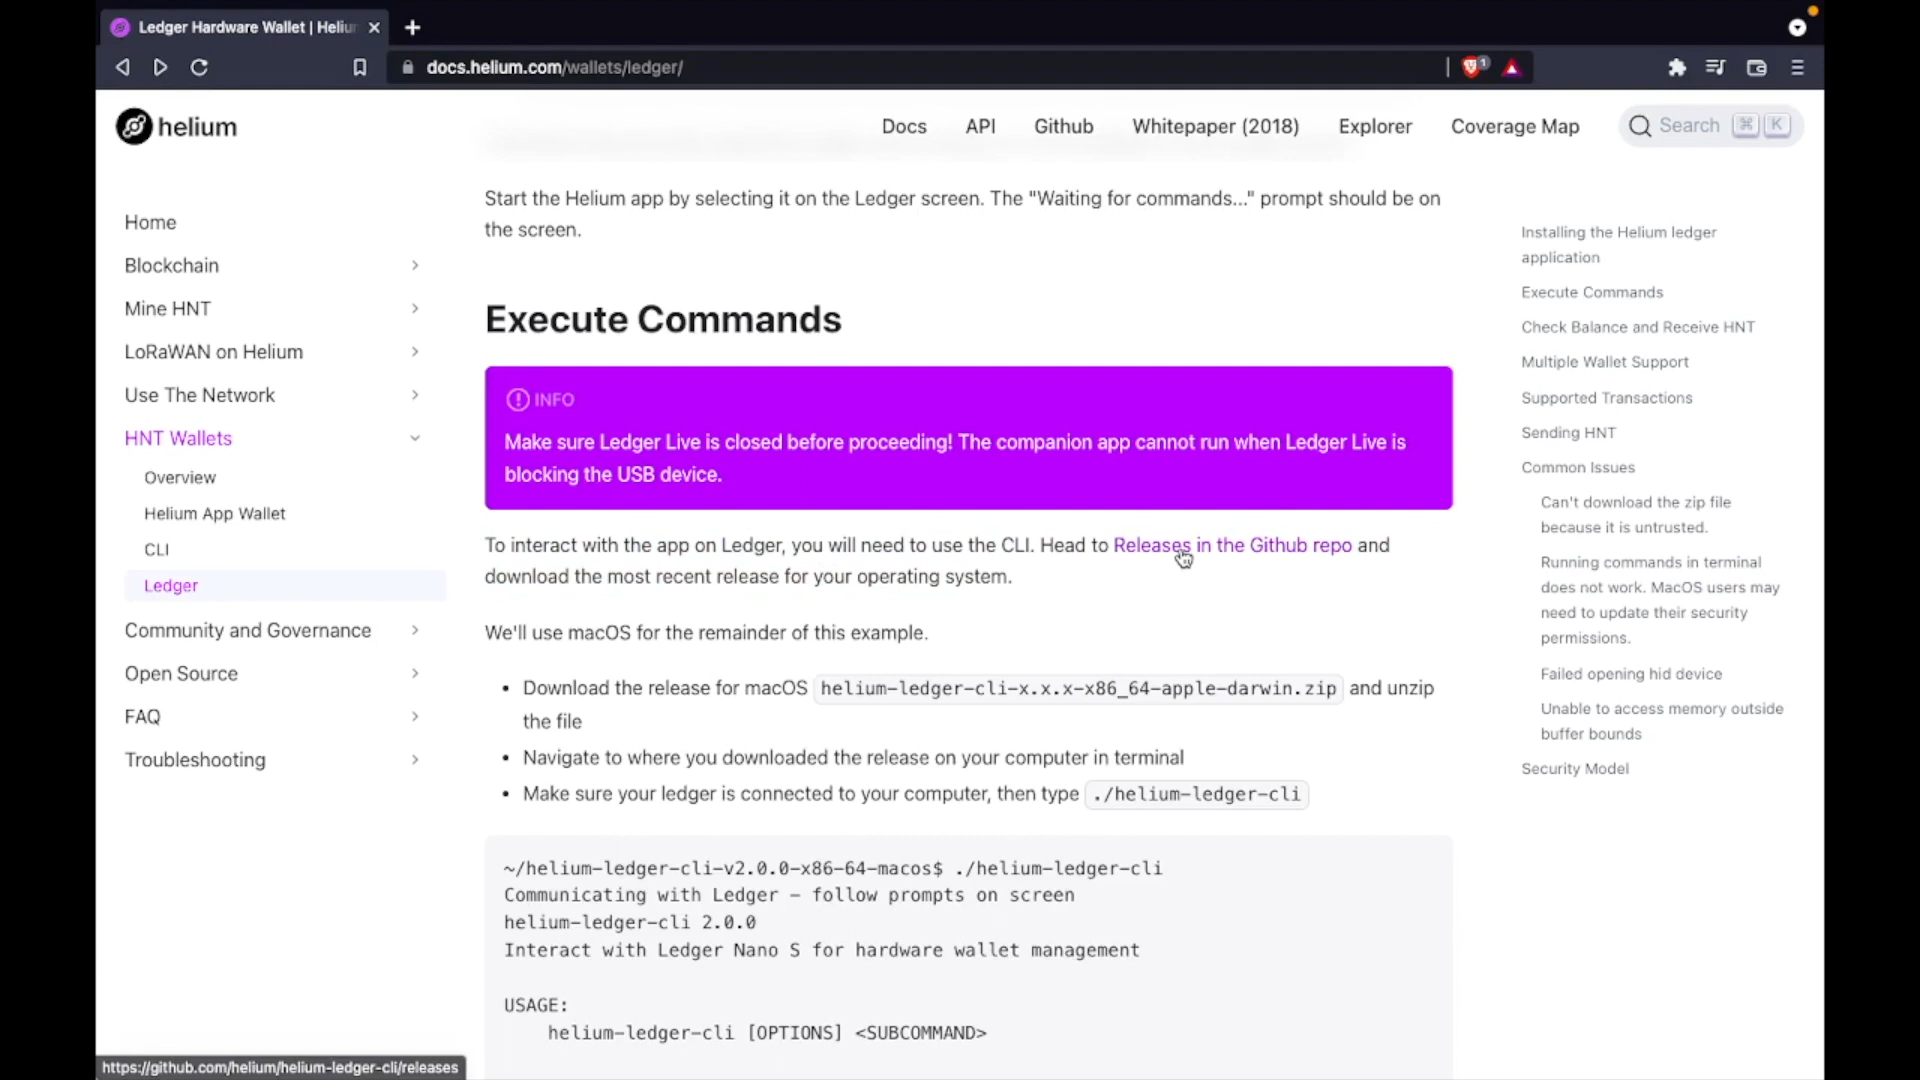 Ledger Hardware Wallet | Heliu
docs.helium.com/wallets/ledger/
1
helium
Docs
API
Github
Whitepaper (2018)
Explorer
Coverage Map
Search ⌘ K
Home
Blockchain
Mine HNT
LoRaWAN on Helium
Use The Network
HNT Wallets
Overview
Helium App Wallet
CLI
Ledger
Community and Governance
Open Source
FAQ
Troubleshooting
Start the Helium app by selecting it on the Ledger screen. The "Waiting for commands..." prompt should be on
the screen.
Execute Commands
INFO
Make sure Ledger Live is closed before proceeding! The companion app cannot run when Ledger Live is
blocking the USB device.
To interact with the app on Ledger, you will need to use the CLI. Head to Releases in the Github repo and
download the most recent release for your operating system.
We'll use macOS for the remainder of this example.
• Download the release for macOS helium-ledger-cli-x.x.x-x86_64-apple-darwin.zip and unzip
the file
• Navigate to where you downloaded the release on your computer in terminal
• Make sure your ledger is connected to your computer, then type ./helium-ledger-cli
~/helium-ledger-cli-v2.0.0-x86-64-macos$ ./helium-ledger-cli
Communicating with Ledger - follow prompts on screen
helium-ledger-cli 2.0.0
Interact with Ledger Nano S for hardware wallet management
USAGE:
helium-ledger-cli [OPTIONS] <SUBCOMMAND>
Installing the Helium ledger
application
Execute Commands
Check Balance and Receive HNT
Multiple Wallet Support
Supported Transactions
Sending HNT
Common Issues
Can't download the zip file
because it is untrusted.
Running commands in terminal
does not work. MacOS users may
need to update their security
permissions.
Failed opening hid device
Unable to access memory outside
buffer bounds
Security Model
https://github.com/helium/helium-ledger-cli/releases